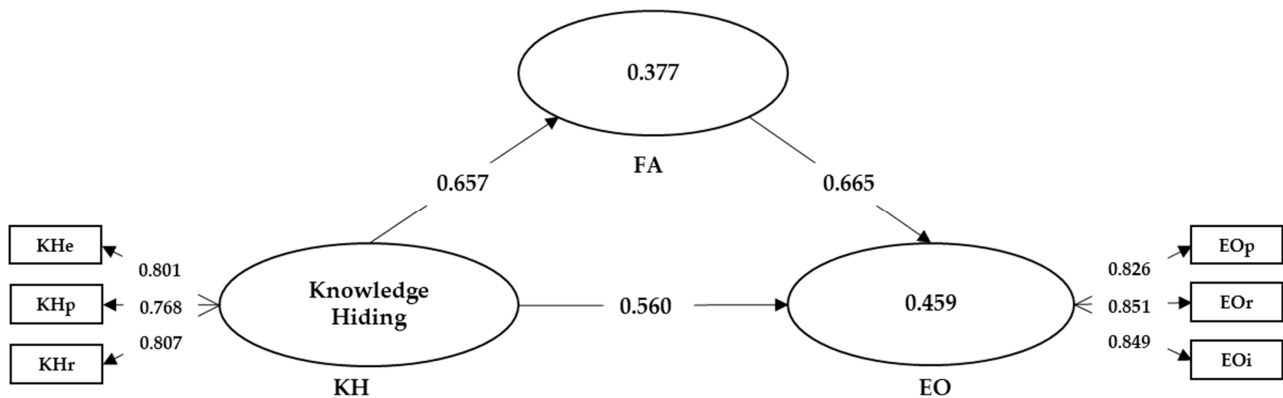 0.377
FA
0.657
0.665
KHe
KHp
KHr
0.801
0.768
0.807
Knowledge
Hiding
KH
0.560
0.459
EO
0.826
0.851
0.849
EOp
EOr
EOi